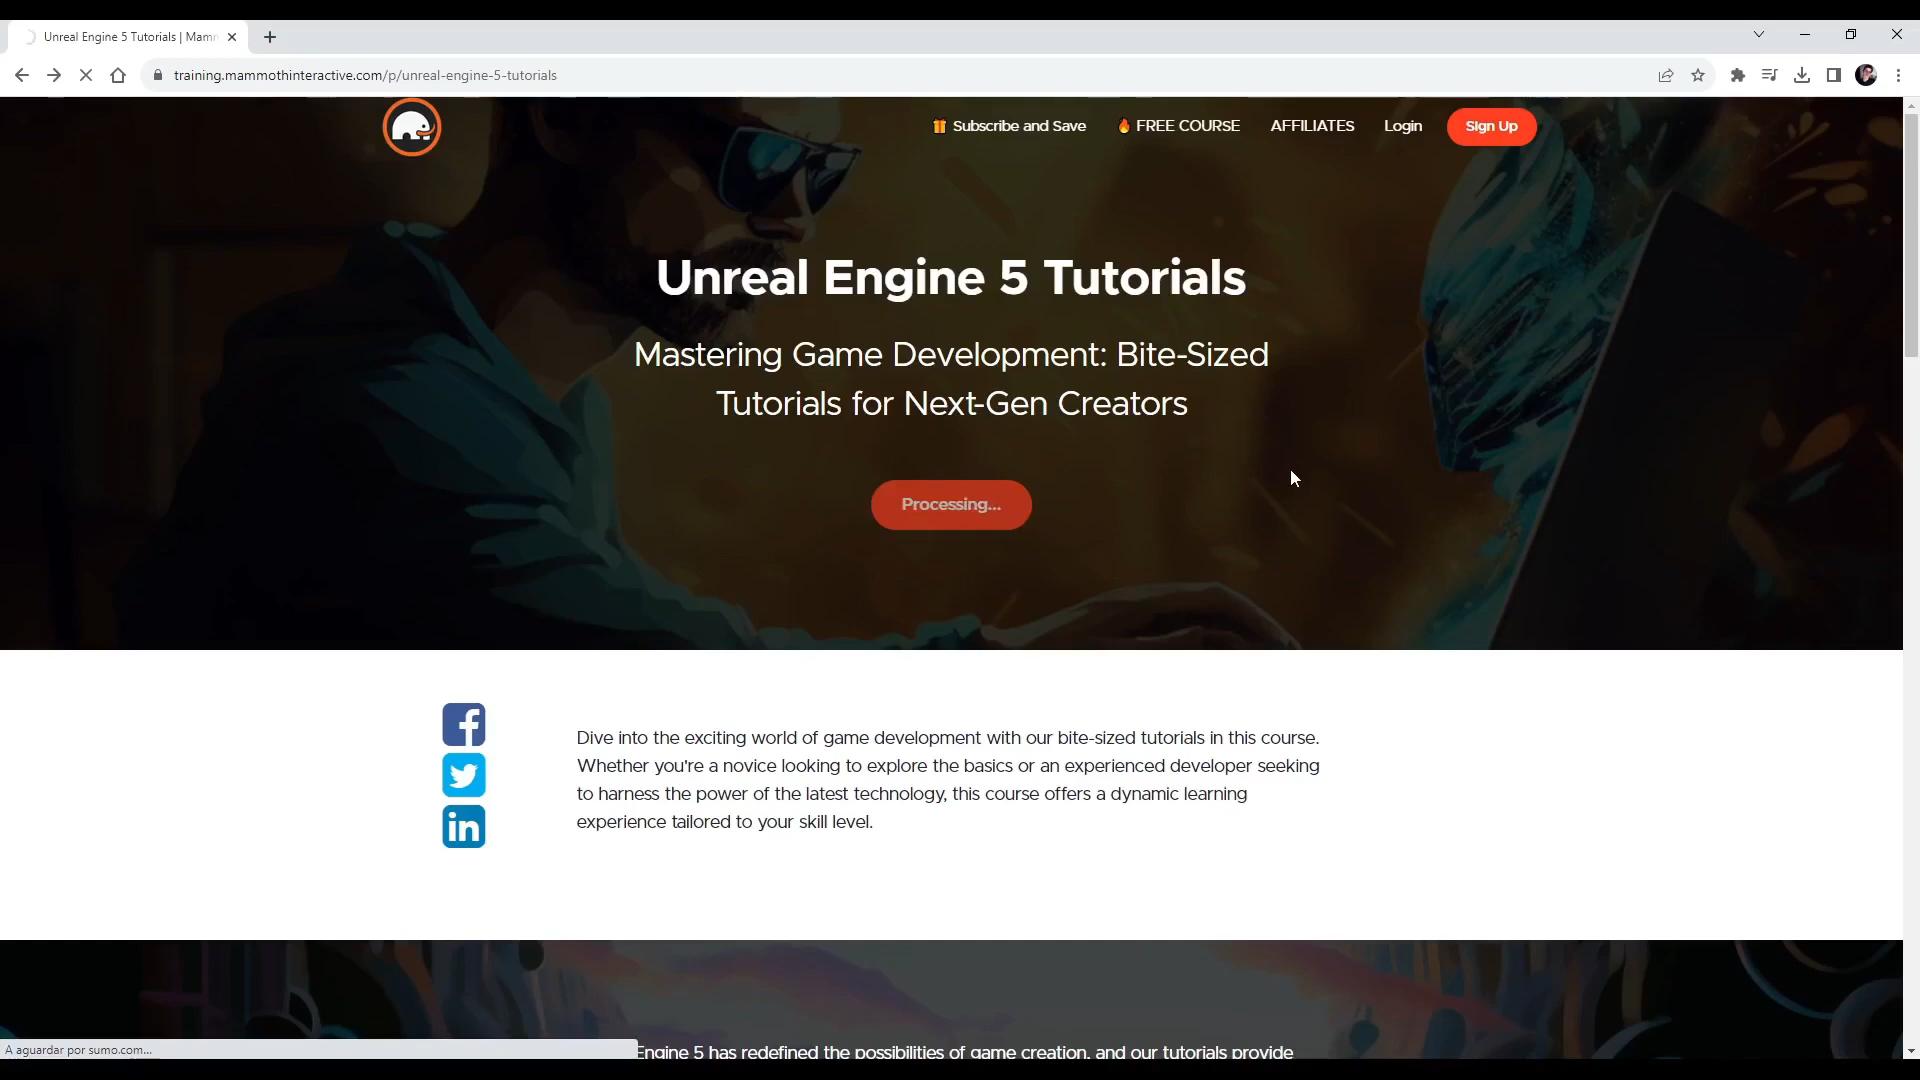 Unreal Engine 5 Tutorials | Mam
training.mammothinteractive.com/p/unreal-engine-5-tutorials
Subscribe and Save
FREE COURSE
AFFILIATES
Login
Sign Up
Unreal Engine 5 Tutorials
Mastering Game Development: Bite-Sized
Tutorials for Next-Gen Creators
Processing...
Dive into the exciting world of game development with our bite-sized tutorials in this course.
Whether you're a novice looking to explore the basics or an experienced developer seeking
to harness the power of the latest technology, this course offers a dynamic learning
experience tailored to your skill level.
Engine 5 has redefined the possibilities of game creation, and our tutorials provide
A aguardar por sumo.com...